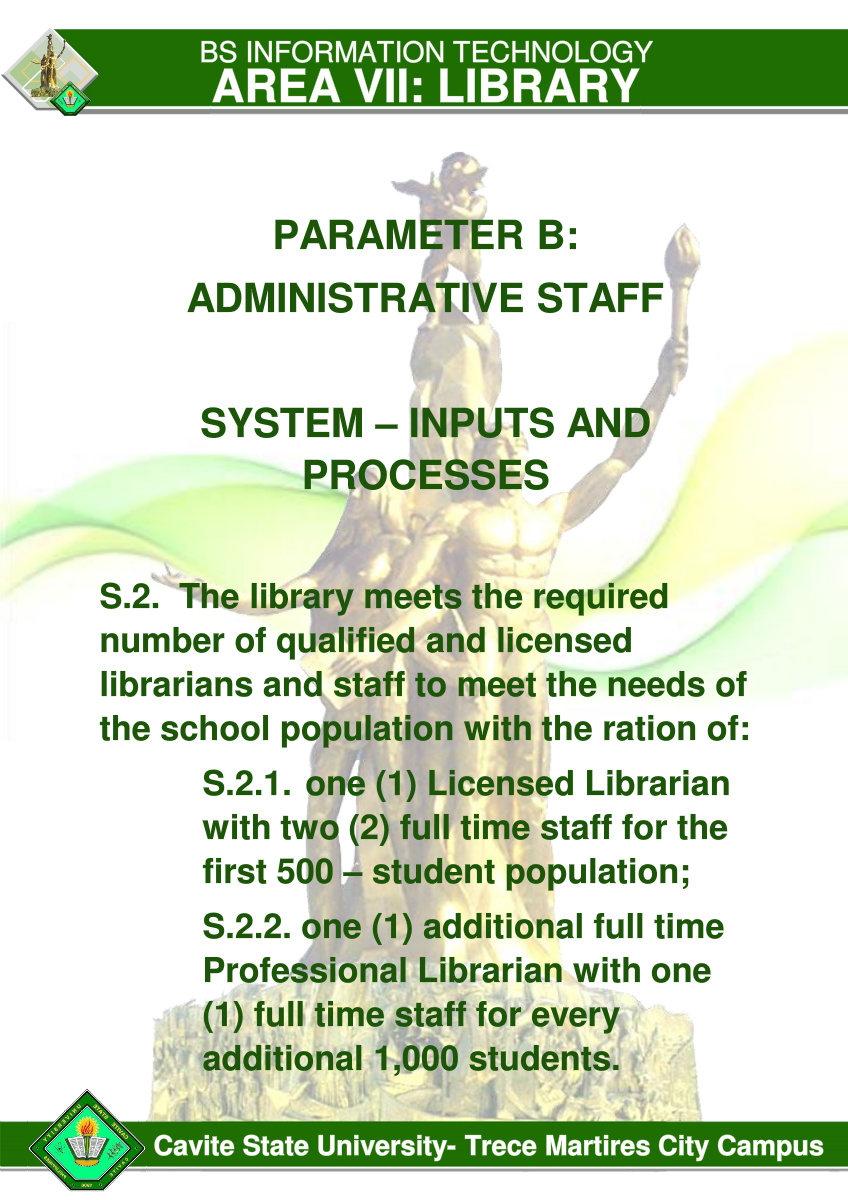 BS INFORMATION TECHNOLOGY
AREA VII: LIBRARY
PARAMETER B:
ADMINISTRATIVE STAFF
SYSTEM – INPUTS AND
PROCESSES
S.2. The library meets the required
number of qualified and licensed
librarians and staff to meet the needs of
the school population with the ration of:
S.2.1. one (1) Licensed Librarian
with two (2) full time staff for the
first 500 – student population;
S.2.2. one (1) additional full time
Professional Librarian with one
(1) full time staff for every
additional 1,000 students.
Cavite State University- Trece Martires City Campus